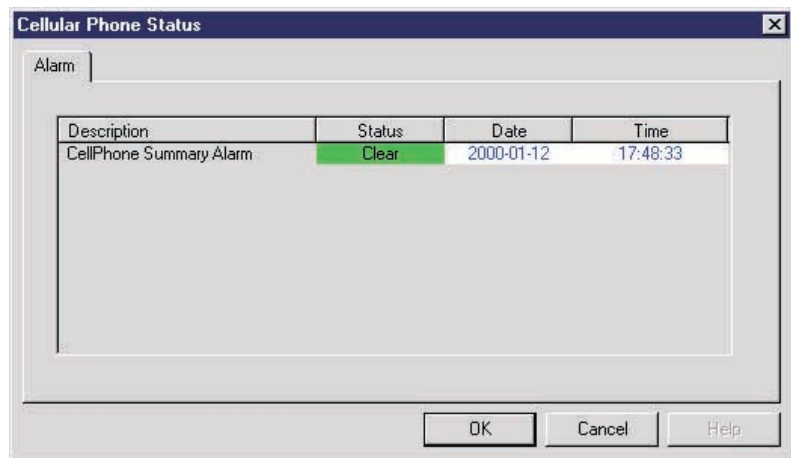 Cellular Phone Status
Alarm
Description Status Date Time
CellPhone Summary Alarm Clear 2000-01-12 17:48:33
OK Cancel Help